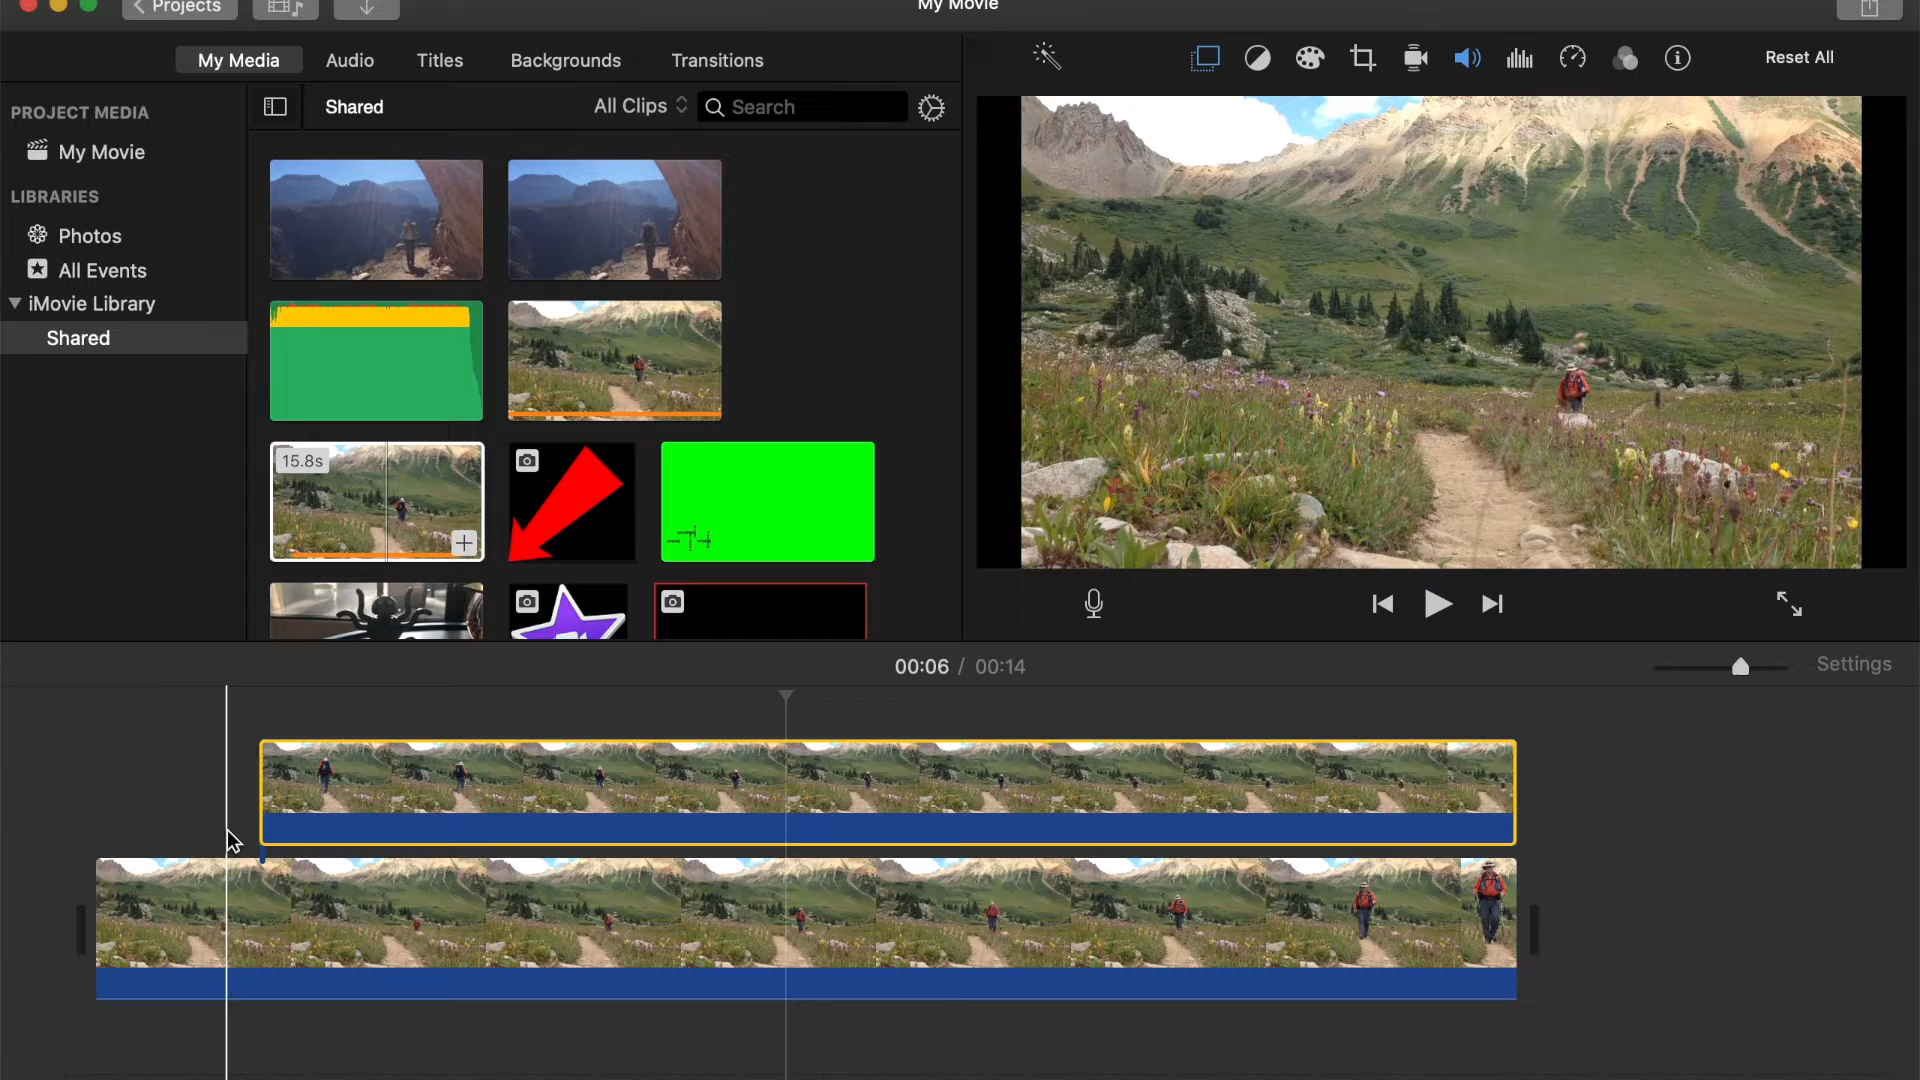 Projects
My Movie
My Media
Audio
Titles
Backgrounds
Transitions
Reset All
PROJECT MEDIA
My Movie
LIBRARIES
Photos
All Events
iMovie Library
Shared
Shared
All Clips
Search
15.8s
00:06 / 00:14
Settings